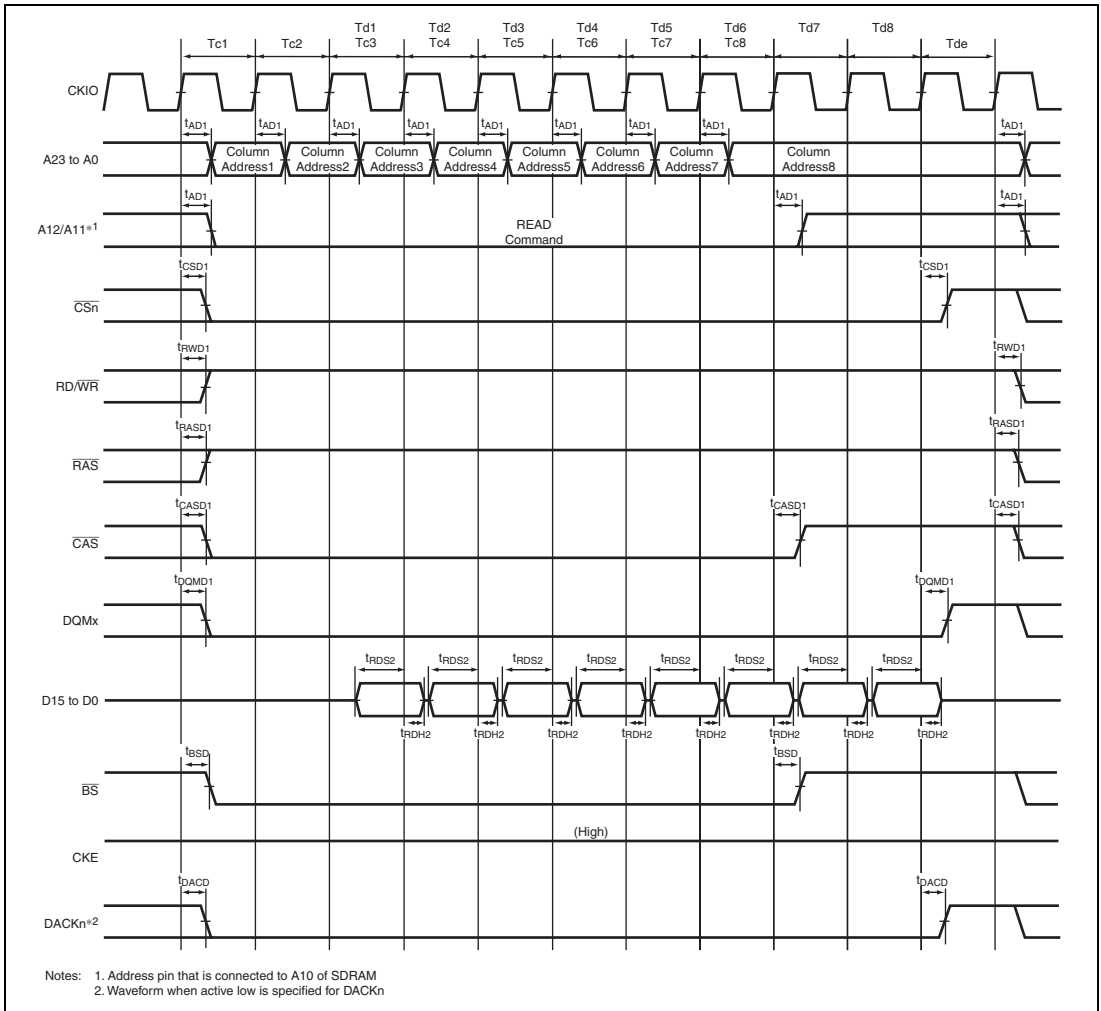 Td1 Td2 Td3 Td4 Td5 Td6 Td7 Td8
Tc1 Tc2 Tc3 Tc4 Tc5 Tc6 Tc7 Tc8 Tde
CKIO
tAD1 tAD1 tAD1 tAD1 tAD1 tAD1 tAD1 tAD1 tAD1
A23 to A0
Column Address1
Column Address2
Column Address3
Column Address4
Column Address5
Column Address6
Column Address7
Column Address8
tAD1 tAD1 tAD1
A12/A11*1
READ
Command
tCSD1 tCSD1
CSn
tRWD1 tRWD1
RD/WR
tRASD1 tRASD1
RAS
tCASD1 tCASD1 tCASD1
CAS
tDQMD1 tDQMD1
DQMx
tRDS2 tRDS2 tRDS2 tRDS2 tRDS2 tRDS2 tRDS2 tRDS2
D15 to D0
tRDH2 tRDH2 tRDH2 tRDH2 tRDH2 tRDH2 tRDH2 tRDH2
tBSD tBSD
BS
(High)
CKE
tDACD tDACD
DACKn*2
Notes: 1. Address pin that is connected to A10 of SDRAM
2. Waveform when active low is specified for DACKn